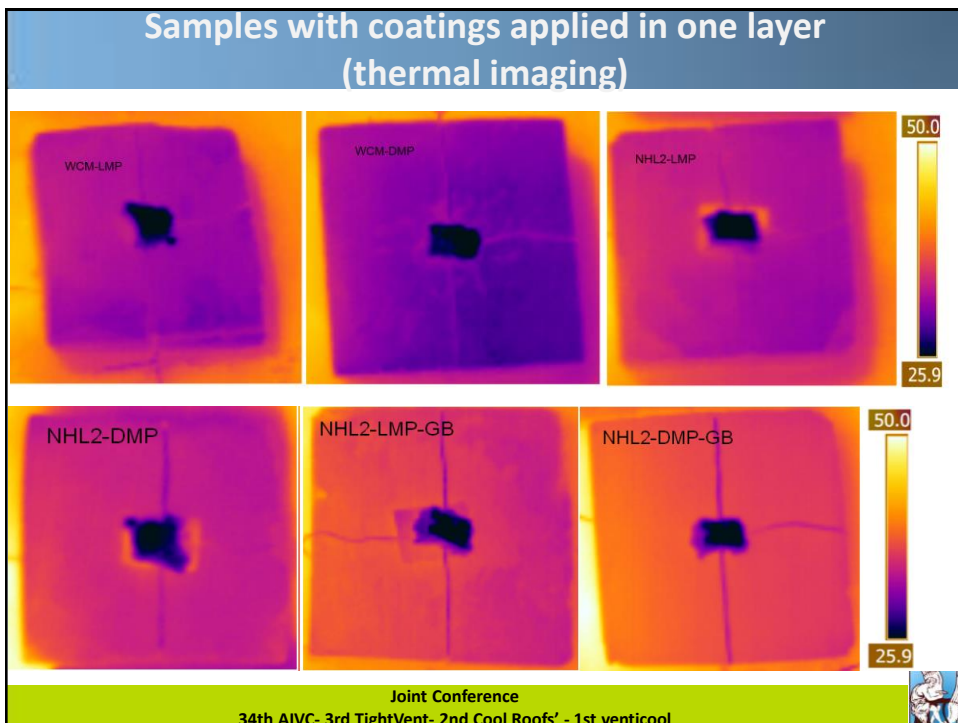 Samples with coatings applied in one layer
(thermal imaging)
WCM-LMP
WCM-DMP
NHL2-LMP
50.0
25.9
NHL2-DMP
NHL2-LMP-GB
NHL2-DMP-GB
50.0
25.9
Joint Conference
34th AIVC- 3rd TightVent- 2nd Cool Roofs' - 1st venticool